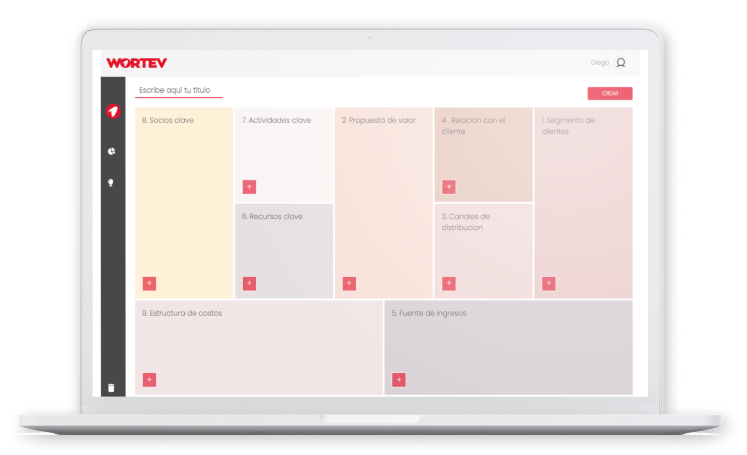 WORTEV
Diego
Escribe aquí tu título
CREAR
8. Socios clave
7. Actividades clave
2. Propuesta de valor
4 . Relacion con el
cliente
1. Segmento de
clientes
6. Recursos clave
3. Canales de
distribucion
9. Estructura de costos
5. Fuente de ingresos